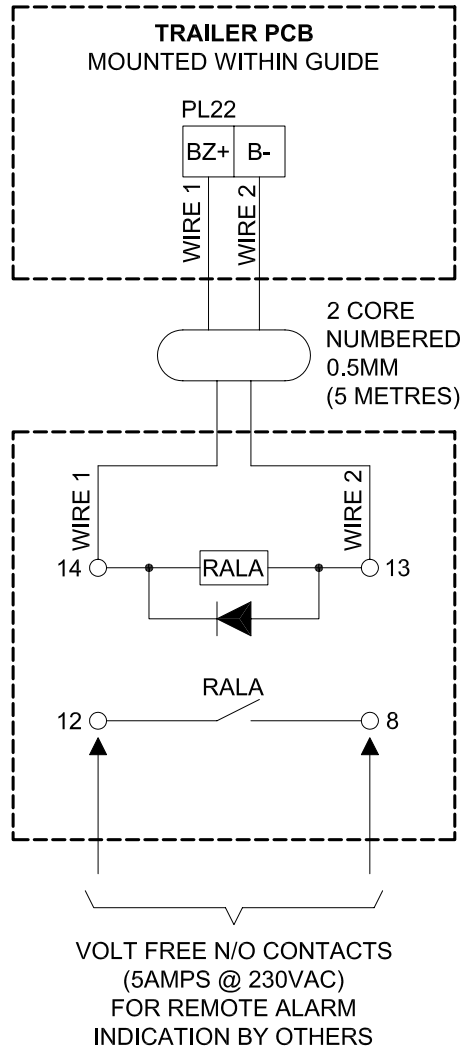 TRAILER PCB
MOUNTED WITHIN GUIDE
PL22
BZ+ B-
WIRE 1 WIRE 2
2 CORE
NUMBERED
0.5MM
(5 METRES)
WIRE 1 WIRE 2
14 RALA 13
RALA
12 8
VOLT FREE N/O CONTACTS
(5AMPS @ 230VAC)
FOR REMOTE ALARM
INDICATION BY OTHERS